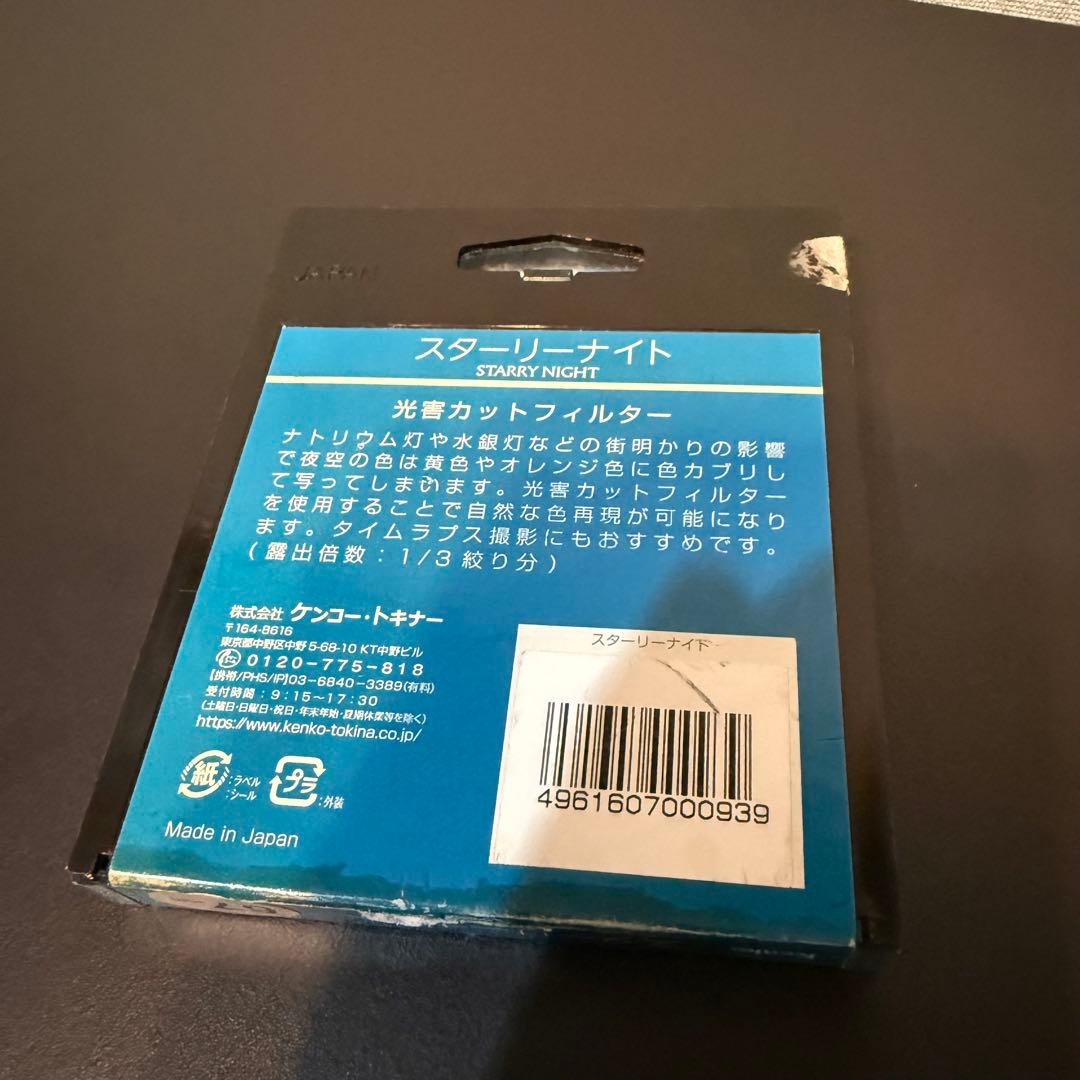 JAPAN
スターリーナイト
STARRY NIGHT
光害カットフィルター
ナトリウム灯や水銀灯などの街明かりの影響
で夜空の色は黄色やオレンジ色に色カブリし
て写ってしまいます。光害カットフィルター
を使用することで自然な色再現が可能になり
ます。タイムラプス撮影にもおすすめです。
(露出倍数:1/3絞り分)
株式会社 ケンコー・トキナー
〒164-8616
東京都中野区中野5-68-10 KT中野ビル
0120-775-818
【携帯/PHS/IP】03-6840-3389(有料)
受付時間:9:15～17:30
(土曜日・日曜日・祝日・年末年始・夏期休業等を除く)
https://www.kenko-tokina.co.jp/
紙 :ラベル
:シール
プラ :外装
Made in Japan
スターリーナイト
4961607000939